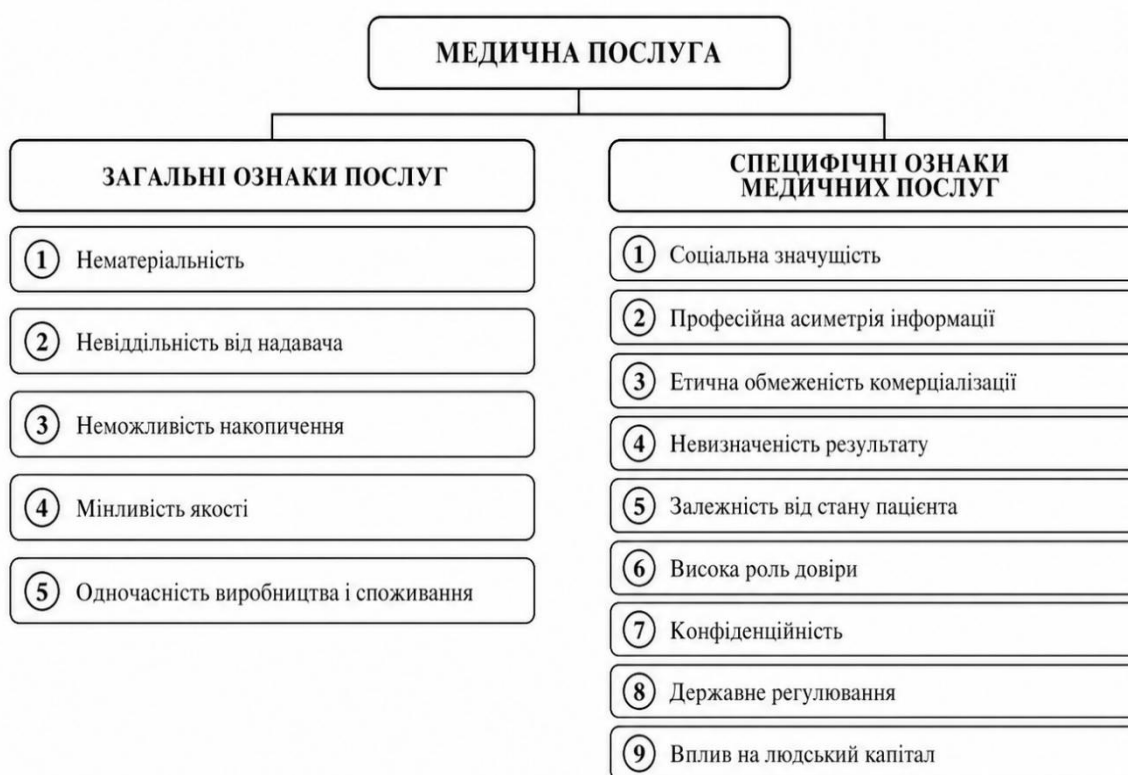 МЕДИЧНА ПОСЛУГА
ЗАГАЛЬНІ ОЗНАКИ ПОСЛУГ
1 Нематеріальність
2 Невіддільність від надавача
3 Неможливість накопичення
4 Мінливість якості
5 Одночасність виробництва і споживання
СПЕЦИФІЧНІ ОЗНАКИ
МЕДИЧНИХ ПОСЛУГ
1 Соціальна значущість
2 Професійна асиметрія інформації
3 Етична обмеженість комерціалізації
4 Невизначеність результату
5 Залежність від стану пацієнта
6 Висока роль довіри
7 Конфіденційність
8 Державне регулювання
9 Вплив на людський капітал